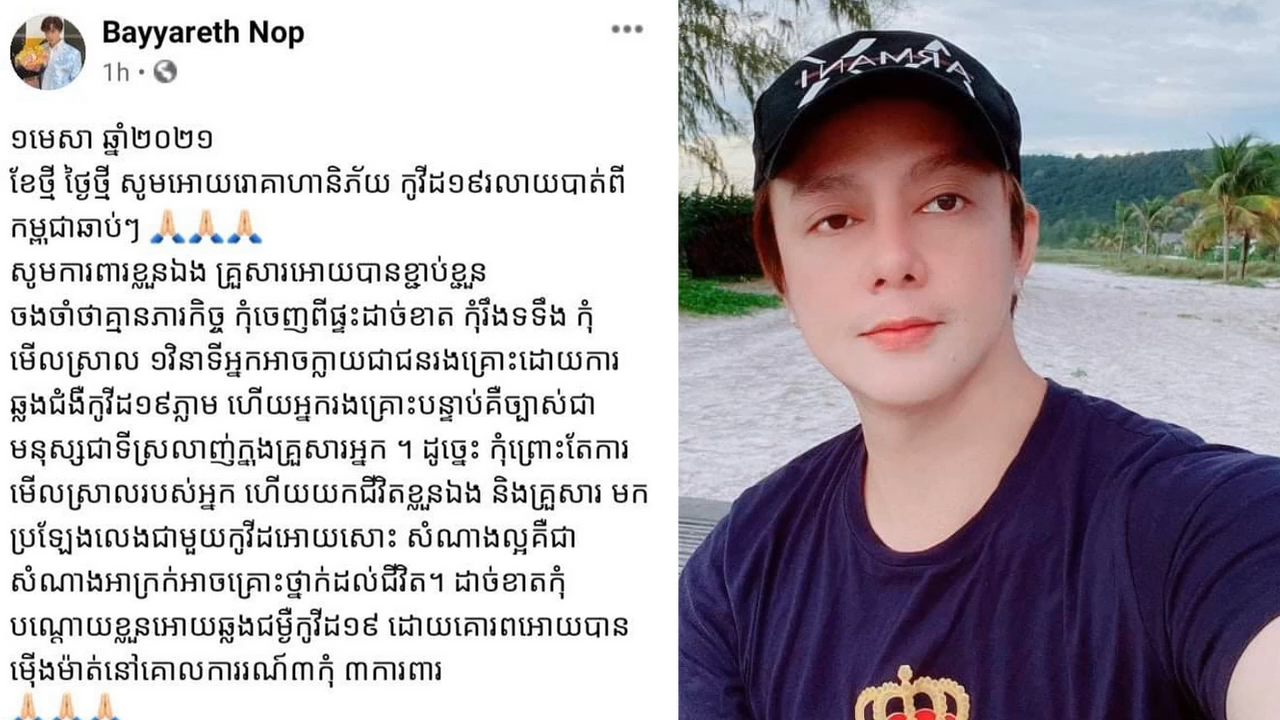 Bayyareth Nop
1h
១មេសា ឆ្នាំ២០២១
ខែថ្មី ថ្ងៃថ្មី សូមអោយរោគាហានិភ័យ កូវីដ១៩រលាយបាត់ពី
កម្ពុជាឆាប់ៗ 🙏🏻🙏🏻🙏🏻
សូមការពារខ្លួនឯង គ្រួសារអោយបានខ្ជាប់ខ្ជួន
ចងចាំថាគ្មានភារកិច្ច កុំចេញពីផ្ទះដាច់ខាត កុំរឹងទទឹង កុំ
មើលស្រាល ១វិនាទីអ្នកអាចក្លាយជាជនរងគ្រោះដោយការ
ឆ្លងជំងឺកូវីដ១៩ភ្លាម ហើយអ្នករងគ្រោះបន្ទាប់គឺច្បាស់ជា
មនុស្សជាទីស្រលាញ់ក្នុងគ្រួសារអ្នក ។ ដូច្នេះ កុំព្រោះតែការ
មើលស្រាលរបស់អ្នក ហើយយកជីវិតខ្លួនឯង និងគ្រួសារ មក
ប្រឡែងលេងជាមួយកូវីដអោយសោះ សំណាងល្អគឺជា
សំណាងអាក្រក់អាចគ្រោះថ្នាក់ដល់ជីវិត។ ដាច់ខាតកុំ
បណ្ដោយខ្លួនអោយឆ្លងជម្ងឺកូវីដ១៩ ដោយគោរពអោយបាន
ម៉ឺងម៉ាត់នៅគោលការរណ៍៣កុំ ៣ការពារ
🙏🏻🙏🏻🙏🏻
ARMANI